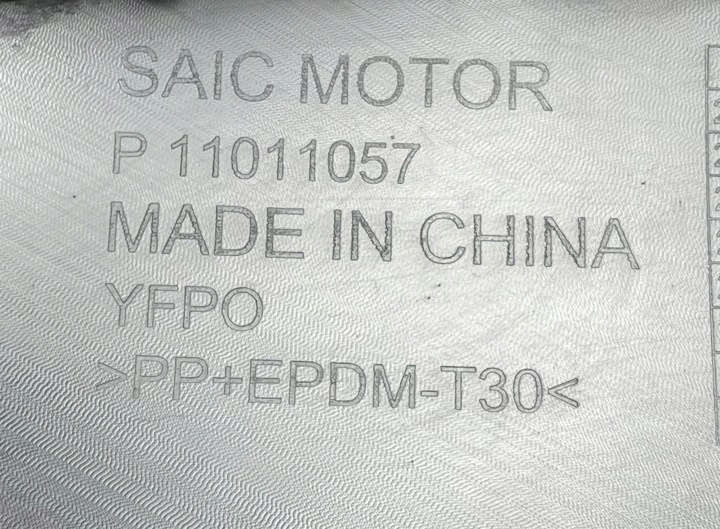 SAIC MOTOR
P 11011057
MADE IN CHINA
YFPO
>PP+EPDM-T30<